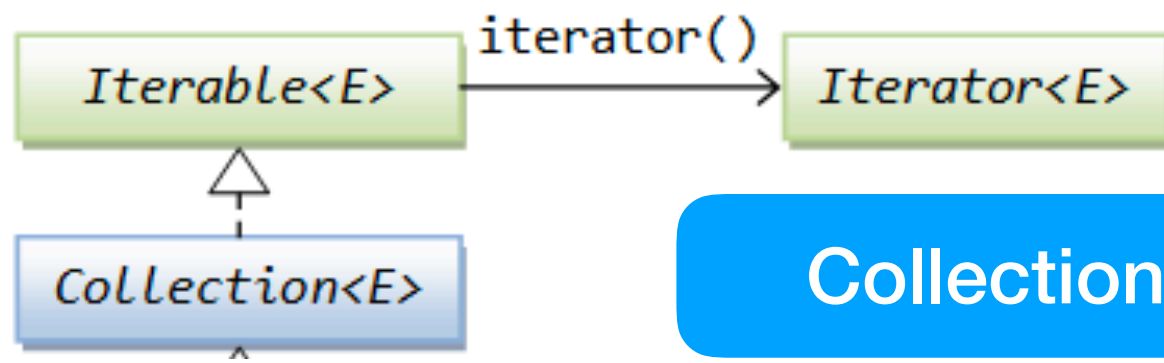 iterator()
Iterable<E>
Iterator<E>
Collection<E>
Collection